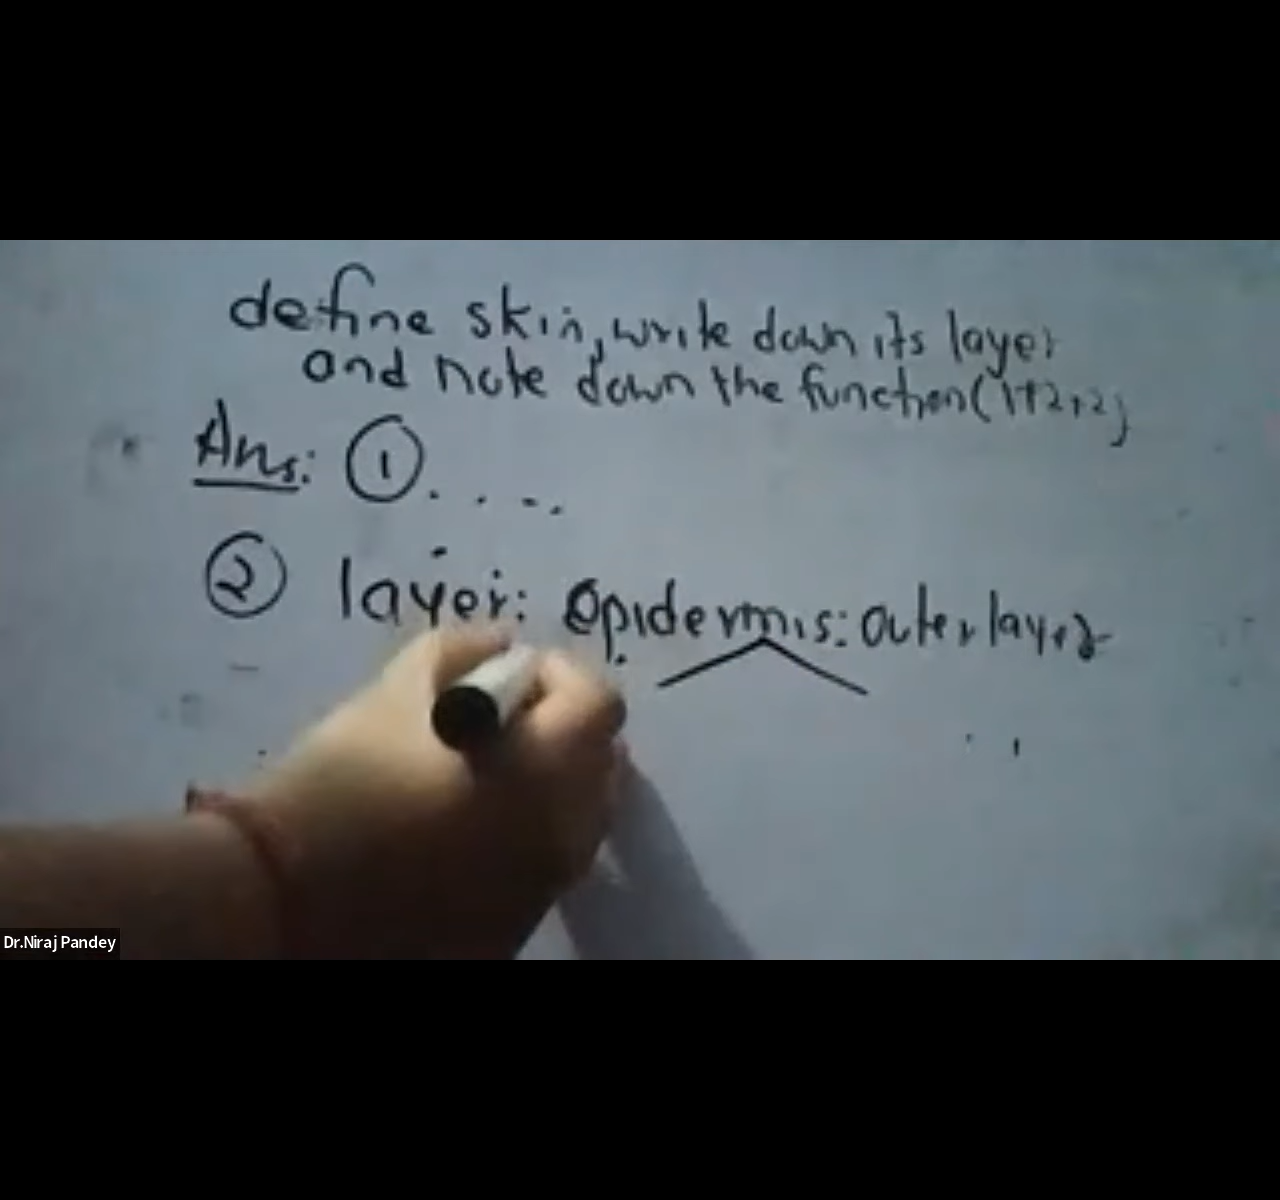 define skin, write down its layer
and note down the function (1+2+2)
Ans: ① . . . .
② layer: Epidermis: Outer layer
Dr.Niraj Pandey